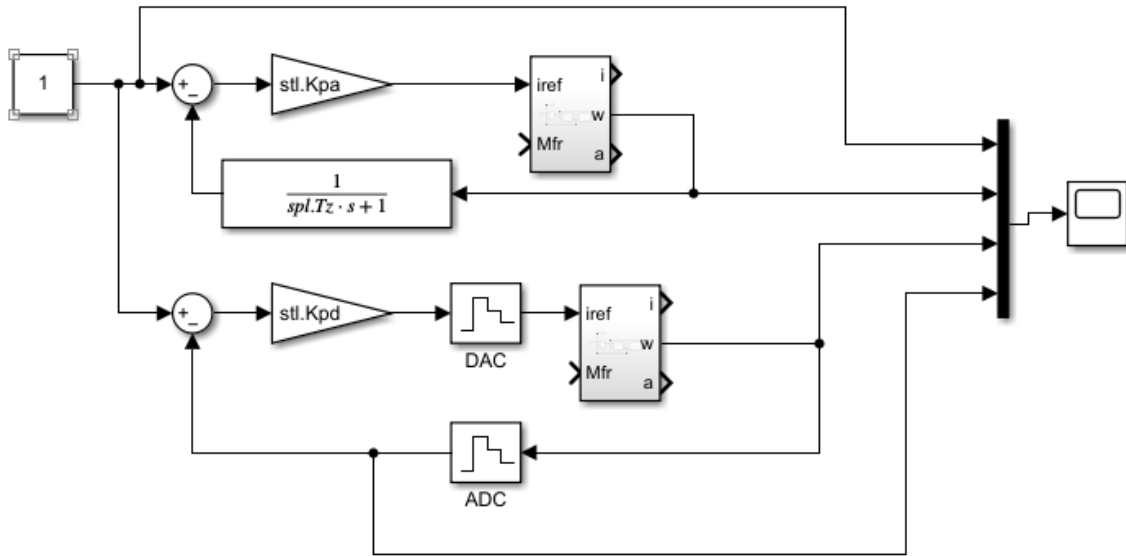 1
+
_
stl.Kpa
iref
Mfr
i
w
a
1
spl.Tz · s + 1
+
_
stl.Kpd
DAC
iref
Mfr
i
w
a
ADC